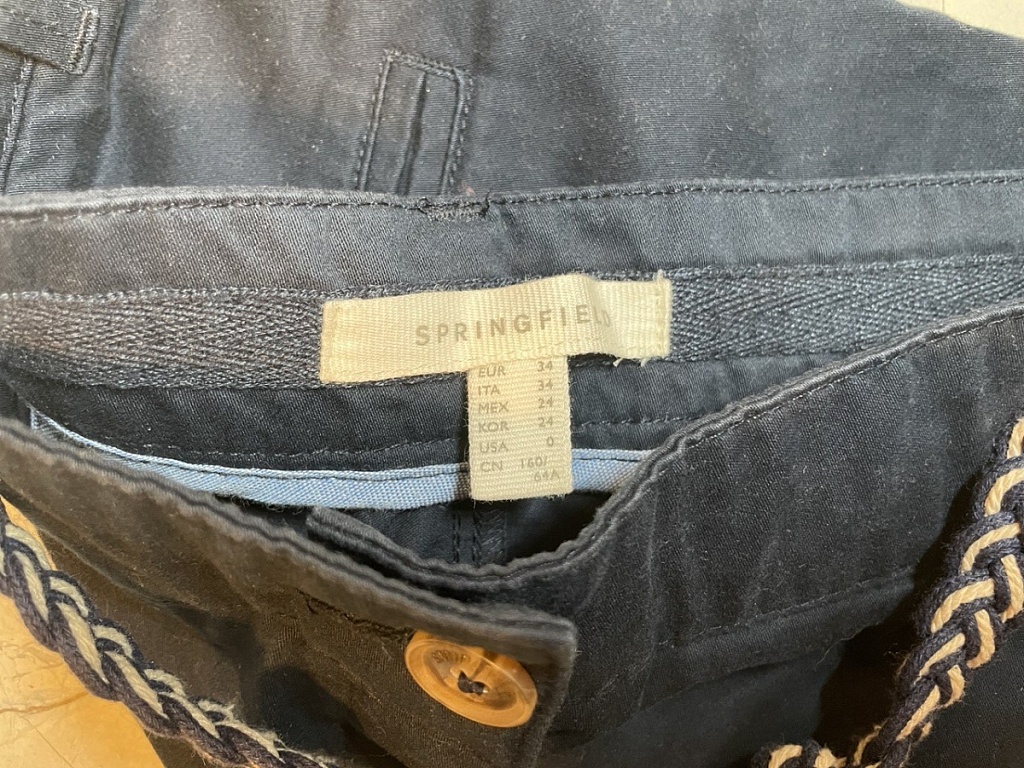 SPRINGFIELD
EUR 34
ITA 34
MEX 24
KOR 24
USA 0
CN 160/
64A